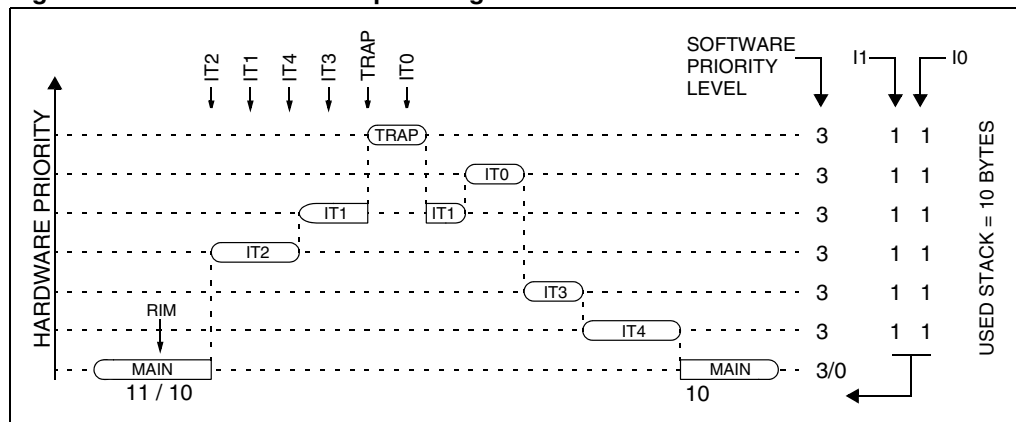 IT2
IT1
IT4
IT3
TRAP
IT0
SOFTWARE
PRIORITY
LEVEL
I1
I0
HARDWARE PRIORITY
TRAP
3
1 1
IT0
3
1 1
IT1
IT1
3
1 1
IT2
3
1 1
IT3
3
1 1
RIM
IT4
3
1 1
MAIN
MAIN
3/0
11 / 10
10
USED STACK = 10 BYTES